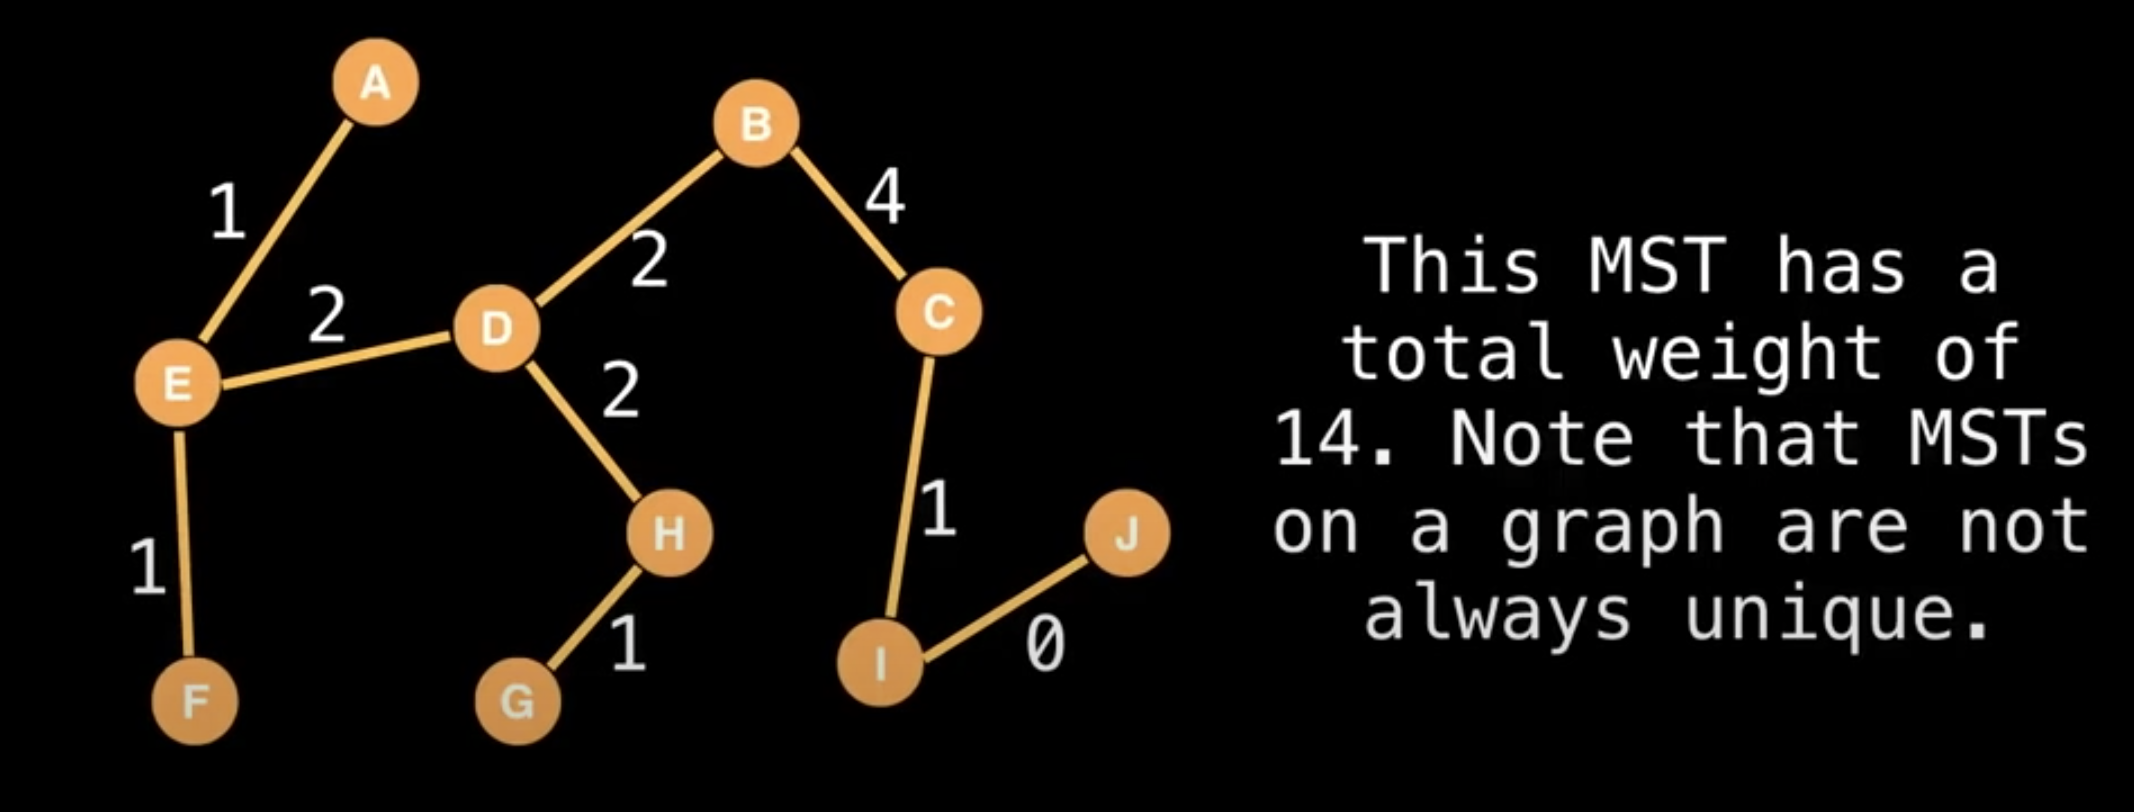 A
B
1
4
2
2
D
C
E
2
1
H
J
1
1
0
I
F
G
This MST has a
total weight of
14. Note that MSTs
on a graph are not
always unique.